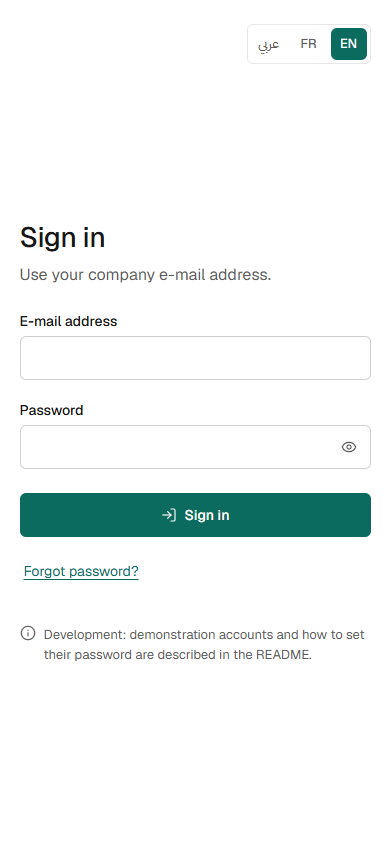 عربي FR EN
Sign in
Use your company e-mail address.
E-mail address
Password
Sign in
Forgot password?
Development: demonstration accounts and how to set
their password are described in the README.